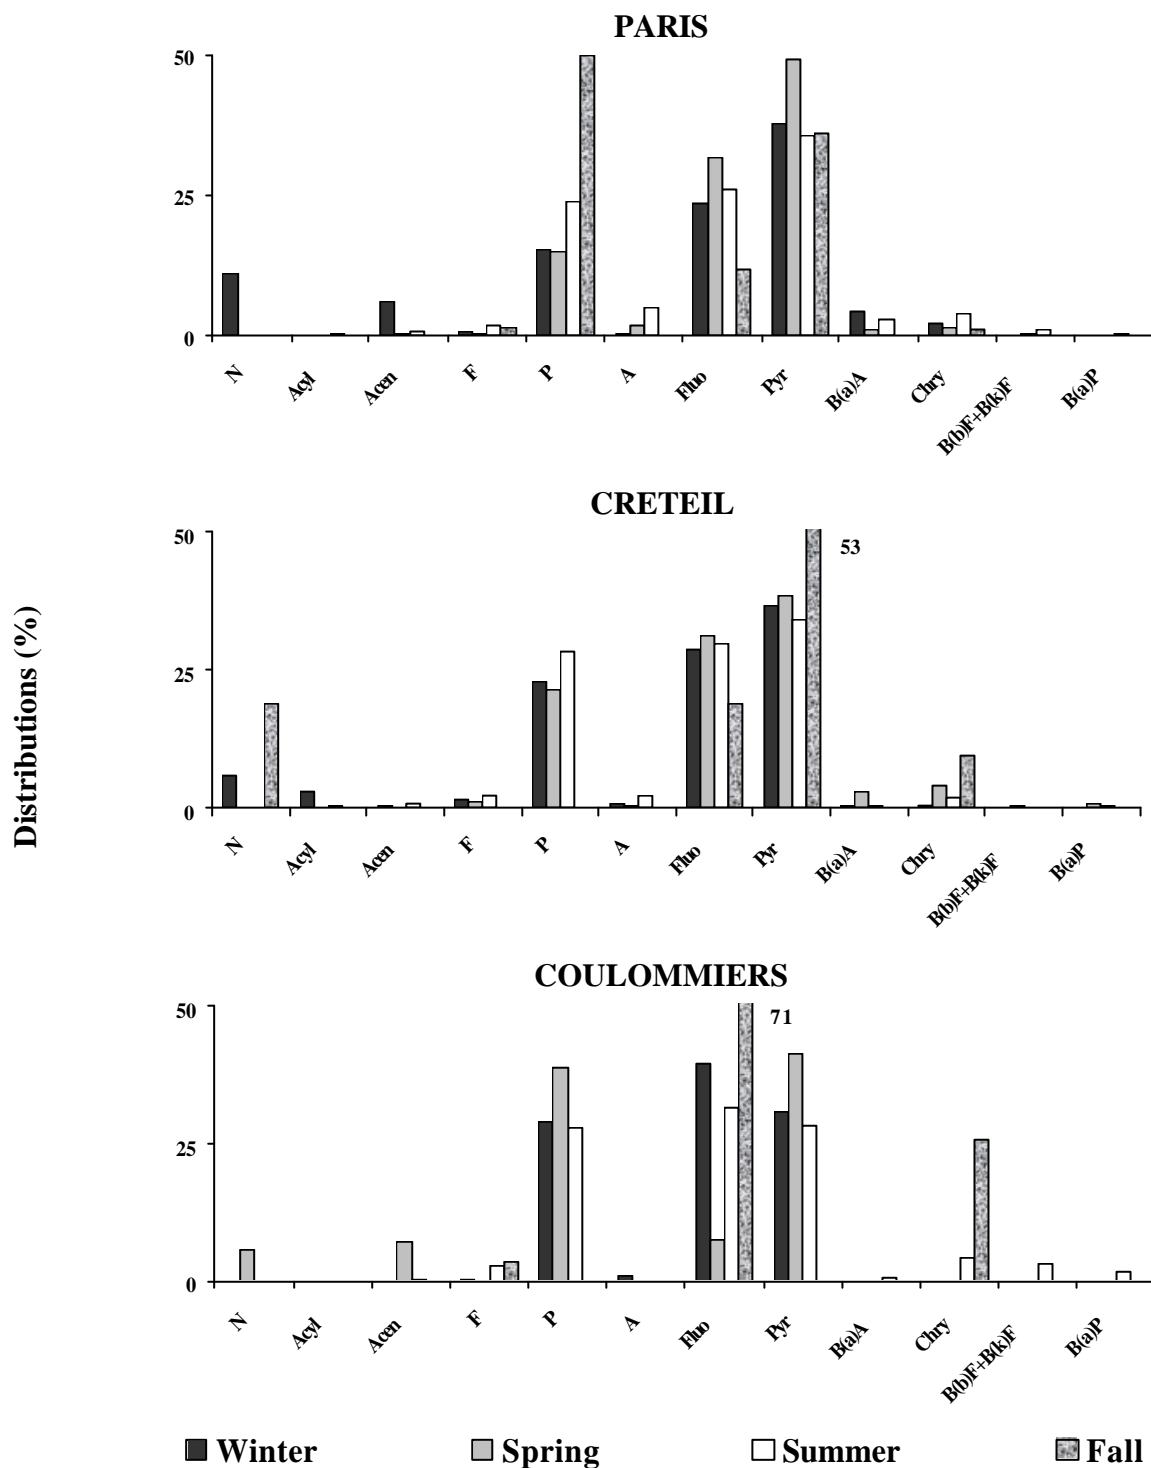 PARIS
50
25
0
N Acyl Acen F P A Fluo Pyr B(a)A Chry B(b)F+B(k)F B(a)P
CRETEIL
50
53
25
0
N Acyl Acen F P A Fluo Pyr B(a)A Chry B(b)F+B(k)F B(a)P
Distributions (%)
COULOMMIERS
50
71
25
0
N Acyl Acen F P A Fluo Pyr B(a)A Chry B(b)F+B(k)F B(a)P
Winter Spring Summer Fall